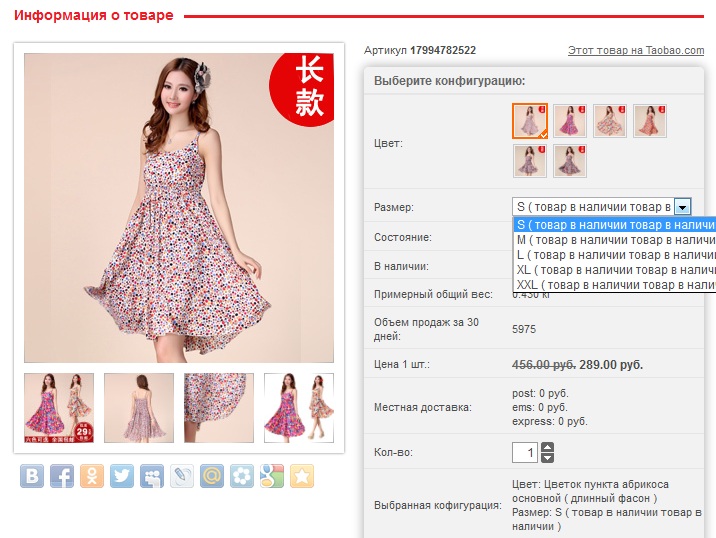 Информация о товаре
长
款
Артикул 17994782522
Этот товар на Taobao.com
Выберите конфигурацию:
Цвет:
Размер:
S ( товар в наличии товар в
S ( товар в наличии товар в наличи
M ( товар в наличии товар в наличи
L ( товар в наличии товар в наличи
XL ( товар в наличии товар в налич
XXL ( товар в наличии товар в нали
Состояние:
В наличии:
Примерный общий вес:
0.430 кг
Объем продаж за 30
дней:
5975
Цена 1 шт.:
456.00 руб. 289.00 руб.
Местная доставка:
post: 0 руб.
ems: 0 руб.
express: 0 руб.
Кол-во:
1
Выбранная кофигурация:
Цвет: Цветок пункта абрикоса
основной ( длинный фасон )
Размер: S ( товар в наличии товар в
наличии )
29